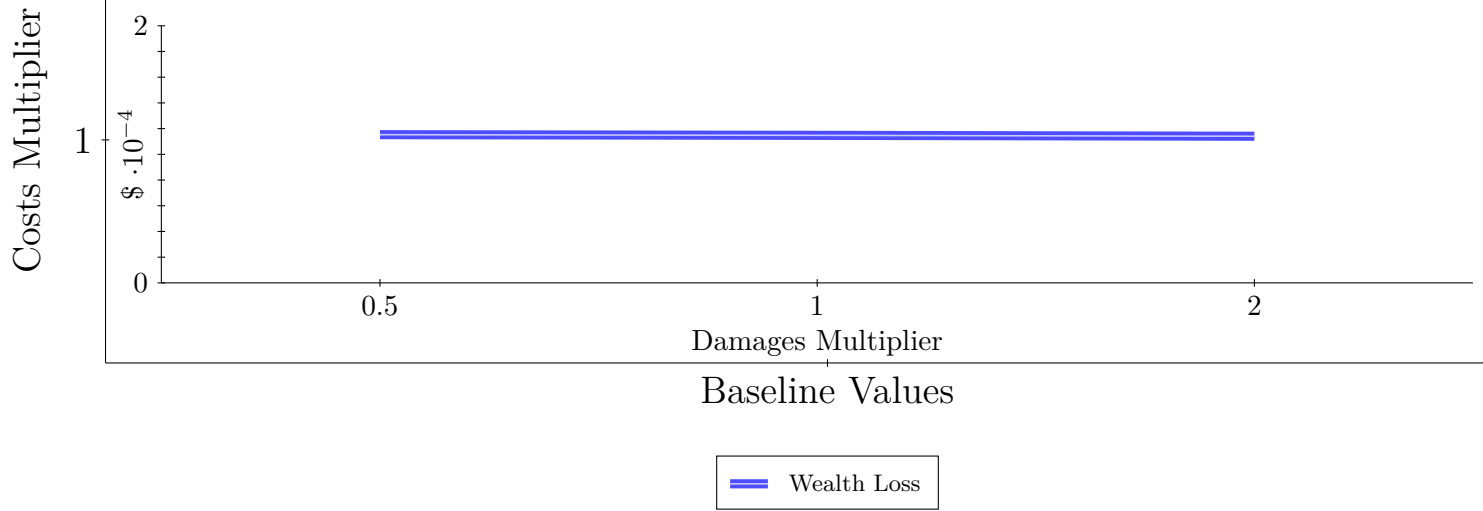 Costs Multiplier
1
$ ·10⁻⁴
2
0
0.5 1 2
Damages Multiplier
Baseline Values
Wealth Loss